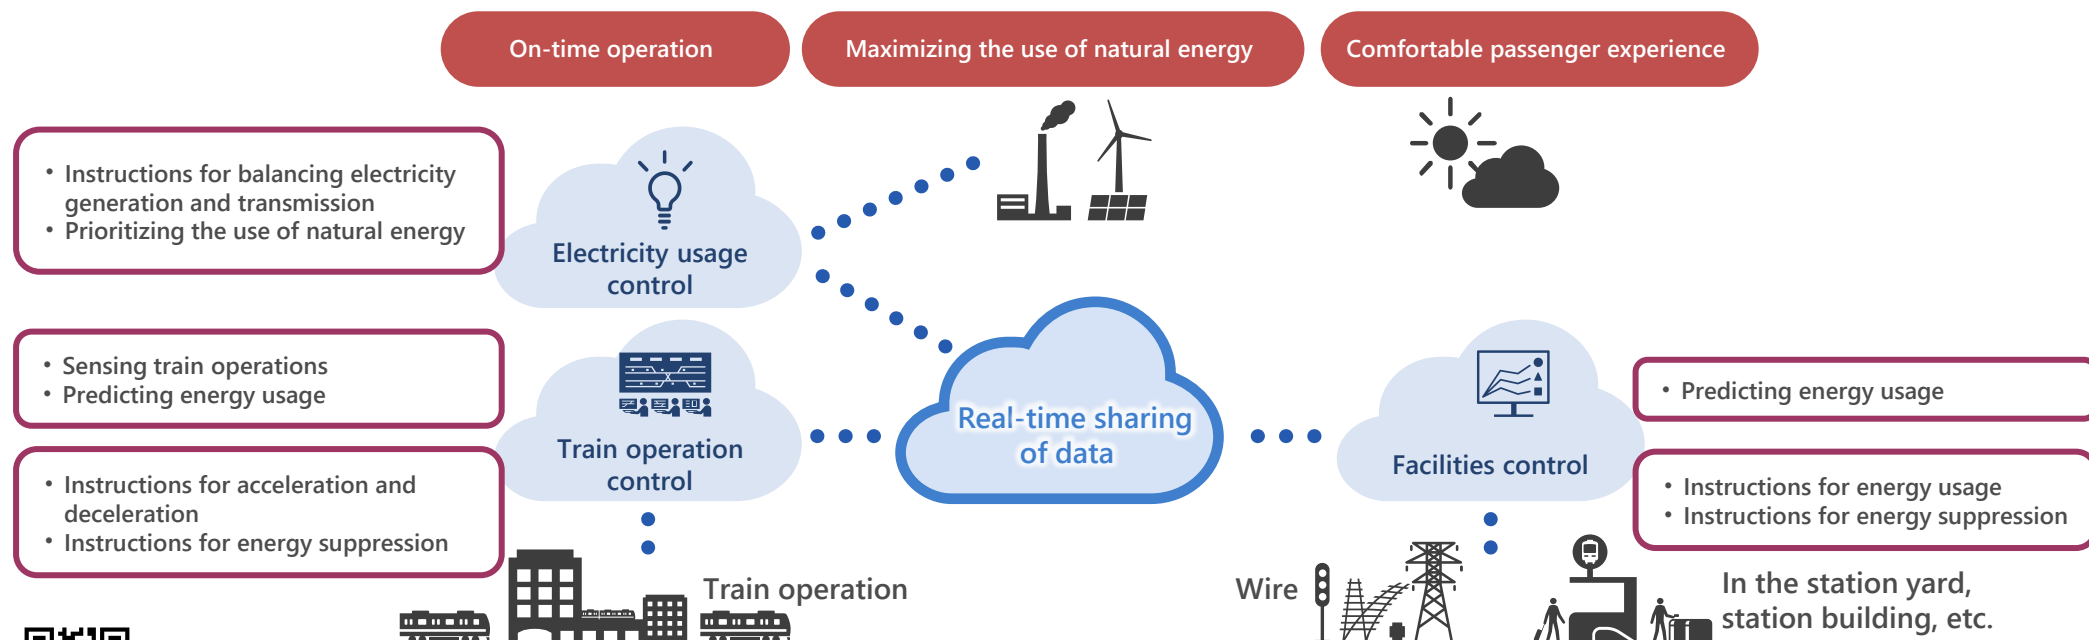 On-time operation
Maximizing the use of natural energy
Comfortable passenger experience
• Instructions for balancing electricity
generation and transmission
• Prioritizing the use of natural energy
Electricity usage
control
• Sensing train operations
• Predicting energy usage
Train operation
control
• Instructions for acceleration and
deceleration
• Instructions for energy suppression
Real-time sharing
of data
Facilities control
• Predicting energy usage
• Instructions for energy usage
• Instructions for energy suppression
Train operation
Wire
In the station yard,
station building, etc.